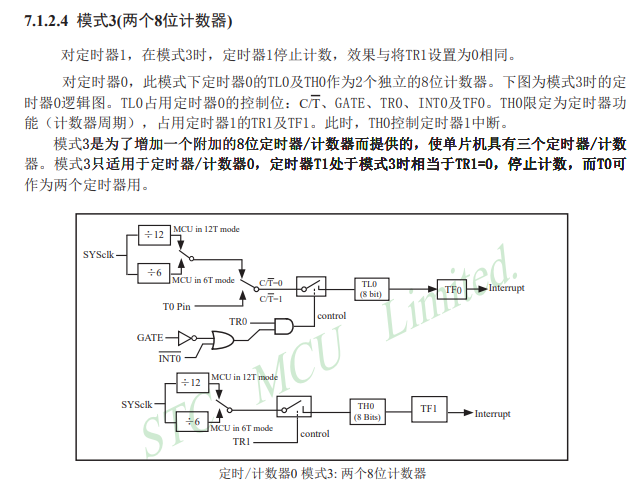 7.1.2.4 模式3(两个8位计数器)
对定时器1，在模式3时，定时器1停止计数，效果与将TR1设置为0相同。
对定时器0，此模式下定时器0的TL0及TH0作为2个独立的8位计数器。下图为模式3时的定
时器0逻辑图。TL0占用定时器0的控制位：C/T̅、GATE、TR0、INT0及TF0。TH0限定为定时器功
能（计数器周期），占用定时器1的TR1及TF1。此时，TH0控制定时器1中断。
模式3是为了增加一个附加的8位定时器/计数器而提供的，使单片机具有三个定时器/计数
器。模式3只适用于定时器/计数器0，定时器T1处于模式3时相当于TR1=0，停止计数，而T0可
作为两个定时器用。
÷12
MCU in 12T mode
SYSclk
÷6
MCU in 6T mode
C/T̅=0
C/T̅=1
T0 Pin
TL0
(8 bit)
TF0
Interrupt
control
TR0
GATE
I̅N̅T̅0̅
÷12
MCU in 12T mode
SYSclk
÷6
MCU in 6T mode
TR1
control
TH0
(8 Bits)
TF1
Interrupt
STC MCU Limited.
定时/计数器0 模式3: 两个8位计数器